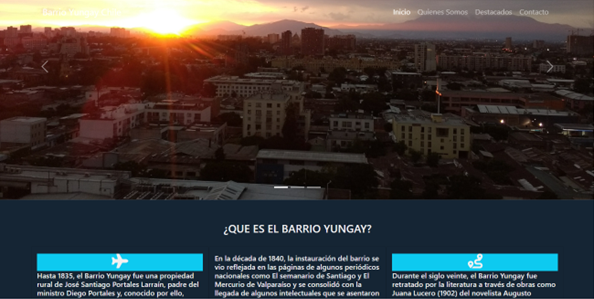 Inicio Quienes Somos Destacados Contacto
¿QUE ES EL BARRIO YUNGAY?
Hasta 1835, el Barrio Yungay fue una propiedad
rural de José Santiago Portales Larraín, padre del
ministro Diego Portales y, conocido por ello,
En la década de 1840, la instauración del barrio se
vio reflejada en las páginas de algunos periódicos
nacionales como El semanario de Santiago y El
Mercurio de Valparaíso y se consolidó con la
llegada de algunos intelectuales que se asentaron
Durante el siglo veinte, el Barrio Yungay fue
retratado por la literatura a través de obras como
Juana Lucero (1902) del novelista Augusto